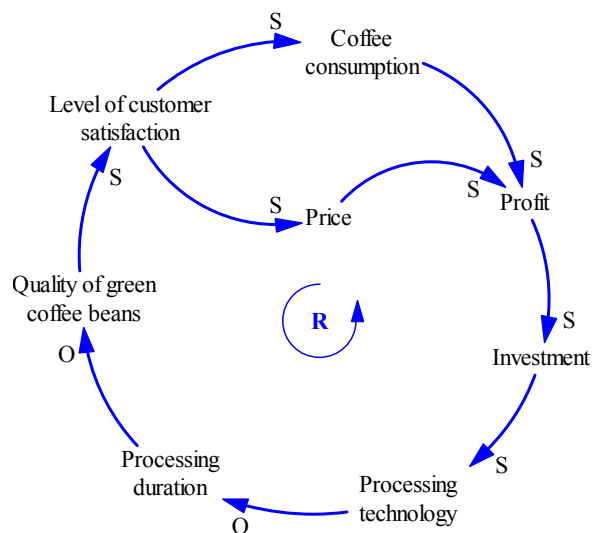 S
Coffee
consumption
Level of customer
satisfaction
S
S
S
S
Price
Profit
Quality of green
coffee beans
R
S
O
Investment
Processing
duration
S
Processing
technology
O